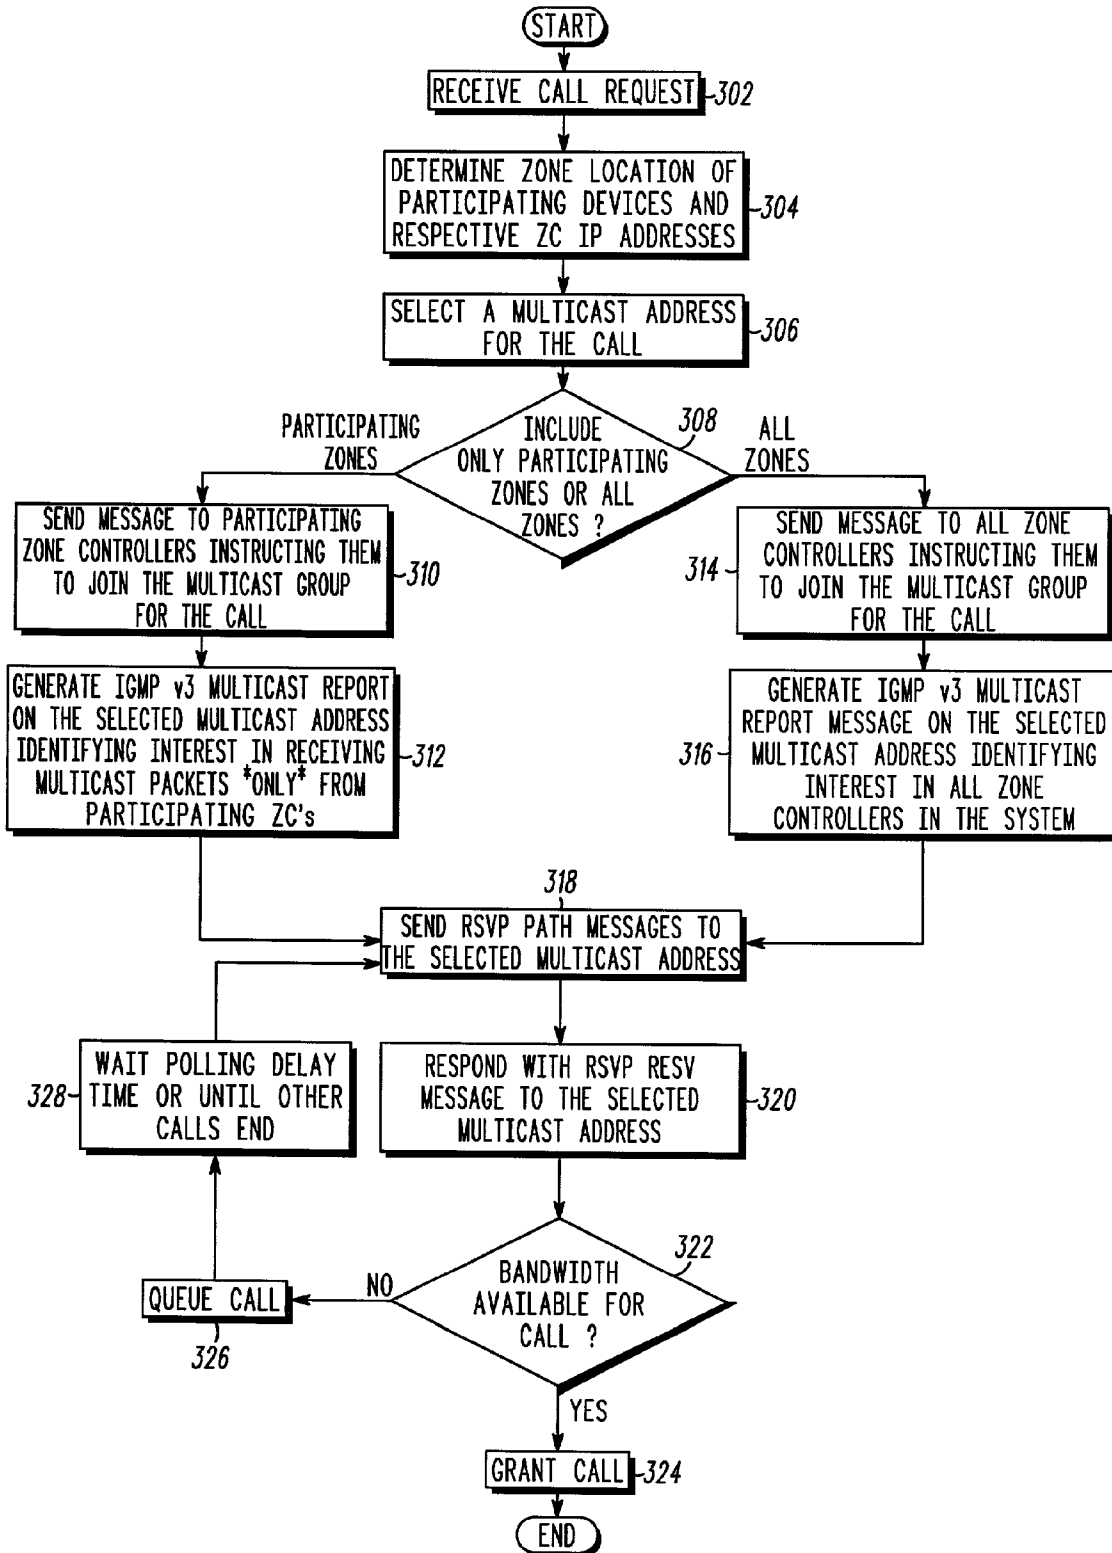 START
RECEIVE CALL REQUEST
302
DETERMINE ZONE LOCATION OF
PARTICIPATING DEVICES AND
RESPECTIVE ZC IP ADDRESSES
304
SELECT A MULTICAST ADDRESS
FOR THE CALL
306
INCLUDE
ONLY PARTICIPATING
ZONES OR ALL
ZONES ?
308
PARTICIPATING
ZONES
ALL
ZONES
SEND MESSAGE TO PARTICIPATING
ZONE CONTROLLERS INSTRUCTING THEM
TO JOIN THE MULTICAST GROUP
FOR THE CALL
310
SEND MESSAGE TO ALL ZONE
CONTROLLERS INSTRUCTING THEM
TO JOIN THE MULTICAST GROUP
FOR THE CALL
314
GENERATE IGMP v3 MULTICAST REPORT
ON THE SELECTED MULTICAST ADDRESS
IDENTIFYING INTEREST IN RECEIVING
MULTICAST PACKETS *ONLY* FROM
PARTICIPATING ZC's
312
GENERATE IGMP v3 MULTICAST
REPORT MESSAGE ON THE SELECTED
MULTICAST ADDRESS IDENTIFYING
INTEREST IN ALL ZONE
CONTROLLERS IN THE SYSTEM
316
318
SEND RSVP PATH MESSAGES TO
THE SELECTED MULTICAST ADDRESS
WAIT POLLING DELAY
TIME OR UNTIL OTHER
CALLS END
328
RESPOND WITH RSVP RESV
MESSAGE TO THE SELECTED
MULTICAST ADDRESS
320
BANDWIDTH
AVAILABLE FOR
CALL ?
322
NO
QUEUE CALL
326
YES
GRANT CALL
324
END